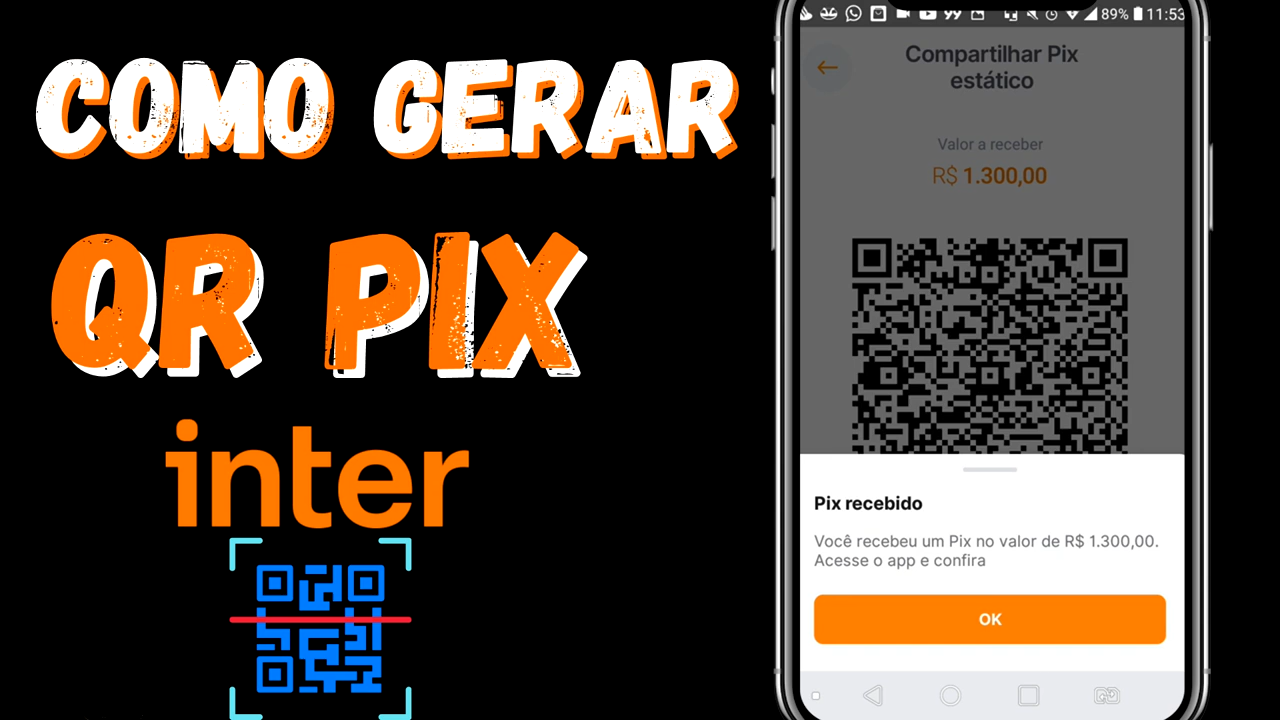 COMO GERAR
QR PIX
inter
89% 11:53
Compartilhar Pix
estático
Valor a receber
R$ 1.300,00
Pix recebido
Você recebeu um Pix no valor de R$ 1.300,00.
Acesse o app e confira
OK